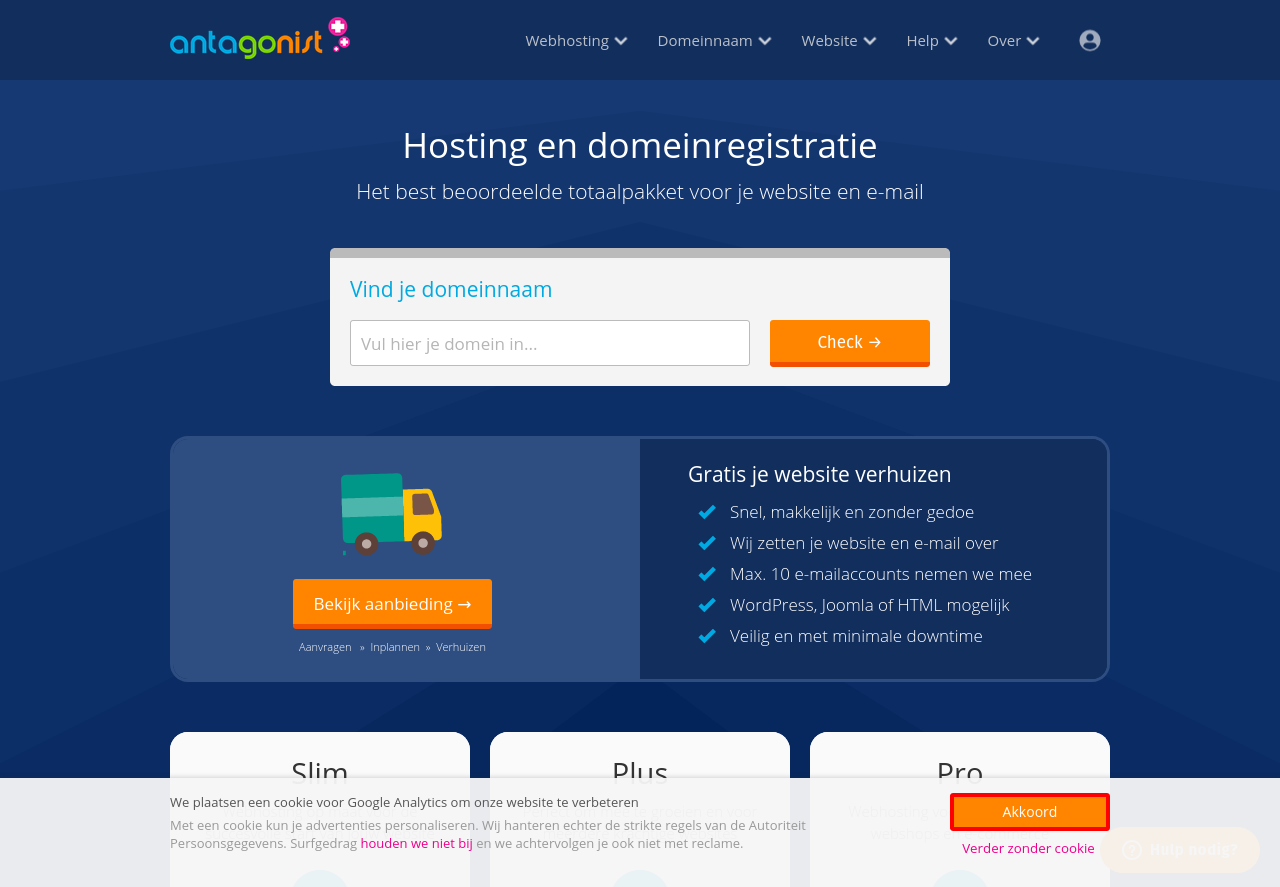 antagonist
Webhosting
Domeinnaam
Website
Help
Over
Hosting en domeinregistratie
Het best beoordeelde totaalpakket voor je website en e-mail
Vind je domeinnaam
Vul hier je domein in...
Check →
Bekijk aanbieding →
Aanvragen » Inplannen » Verhuizen
Gratis je website verhuizen
Snel, makkelijk en zonder gedoe
Wij zetten je website en e-mail over
Max. 10 e-mailaccounts nemen we mee
WordPress, Joomla of HTML mogelijk
Veilig en met minimale downtime
Slim
Plus
Pro
We plaatsen een cookie voor Google Analytics om onze website te verbeteren
Met een cookie kun je advertenties personaliseren. Wij hanteren echter de strikte regels van de Autoriteit
Persoonsgegevens. Surfgedrag houden we niet bij en we achtervolgen je ook niet met reclame.
Akkoord
Verder zonder cookie
Hulp nodig?